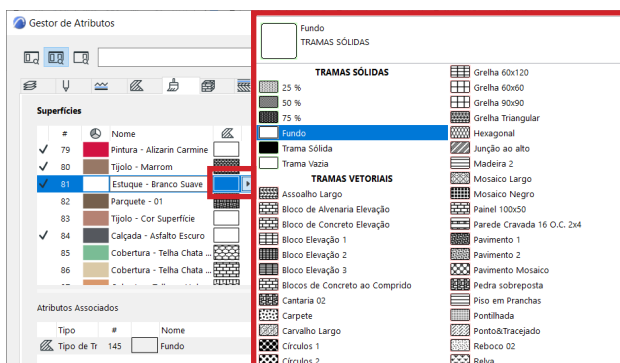 Gestor de Atributos
Superfícies
# Nome
79 Pintura - Alizarin Carmine
80 Tijolo - Marrom
81 Estuque - Branco Suave
82 Parquete - 01
83 Tijolo - Cor Superfície
84 Calçada - Asfalto Escuro
85 Cobertura - Telha Chata ...
86 Cobertura - Telha Chata ...
Atributos Associados
Tipo # Nome
Tipo de Tr 145 Fundo
Fundo
TRAMAS SÓLIDAS
TRAMAS SÓLIDAS
25 %
50 %
75 %
Fundo
Trama Sólida
Trama Vazia
TRAMAS VETORIAIS
Assoalho Largo
Bloco de Alvenaria Elevação
Bloco de Concreto Elevação
Bloco Elevação 1
Bloco Elevação 2
Bloco Elevação 3
Blocos de Concreto ao Comprido
Cantaria 02
Carpete
Carvalho Largo
Círculos 1
Círculos 2
Grelha 60x120
Grelha 60x60
Grelha 90x90
Grelha Triangular
Hexagonal
Junção ao alto
Madeira 2
Mosaico Largo
Mosaico Negro
Painel 100x50
Parede Cravada 16 O.C. 2x4
Pavimento 1
Pavimento 2
Pavimento Mosaico
Pedra sobreposta
Piso em Pranchas
Pontilhada
Ponto&Tracejado
Reboco 02
Relva